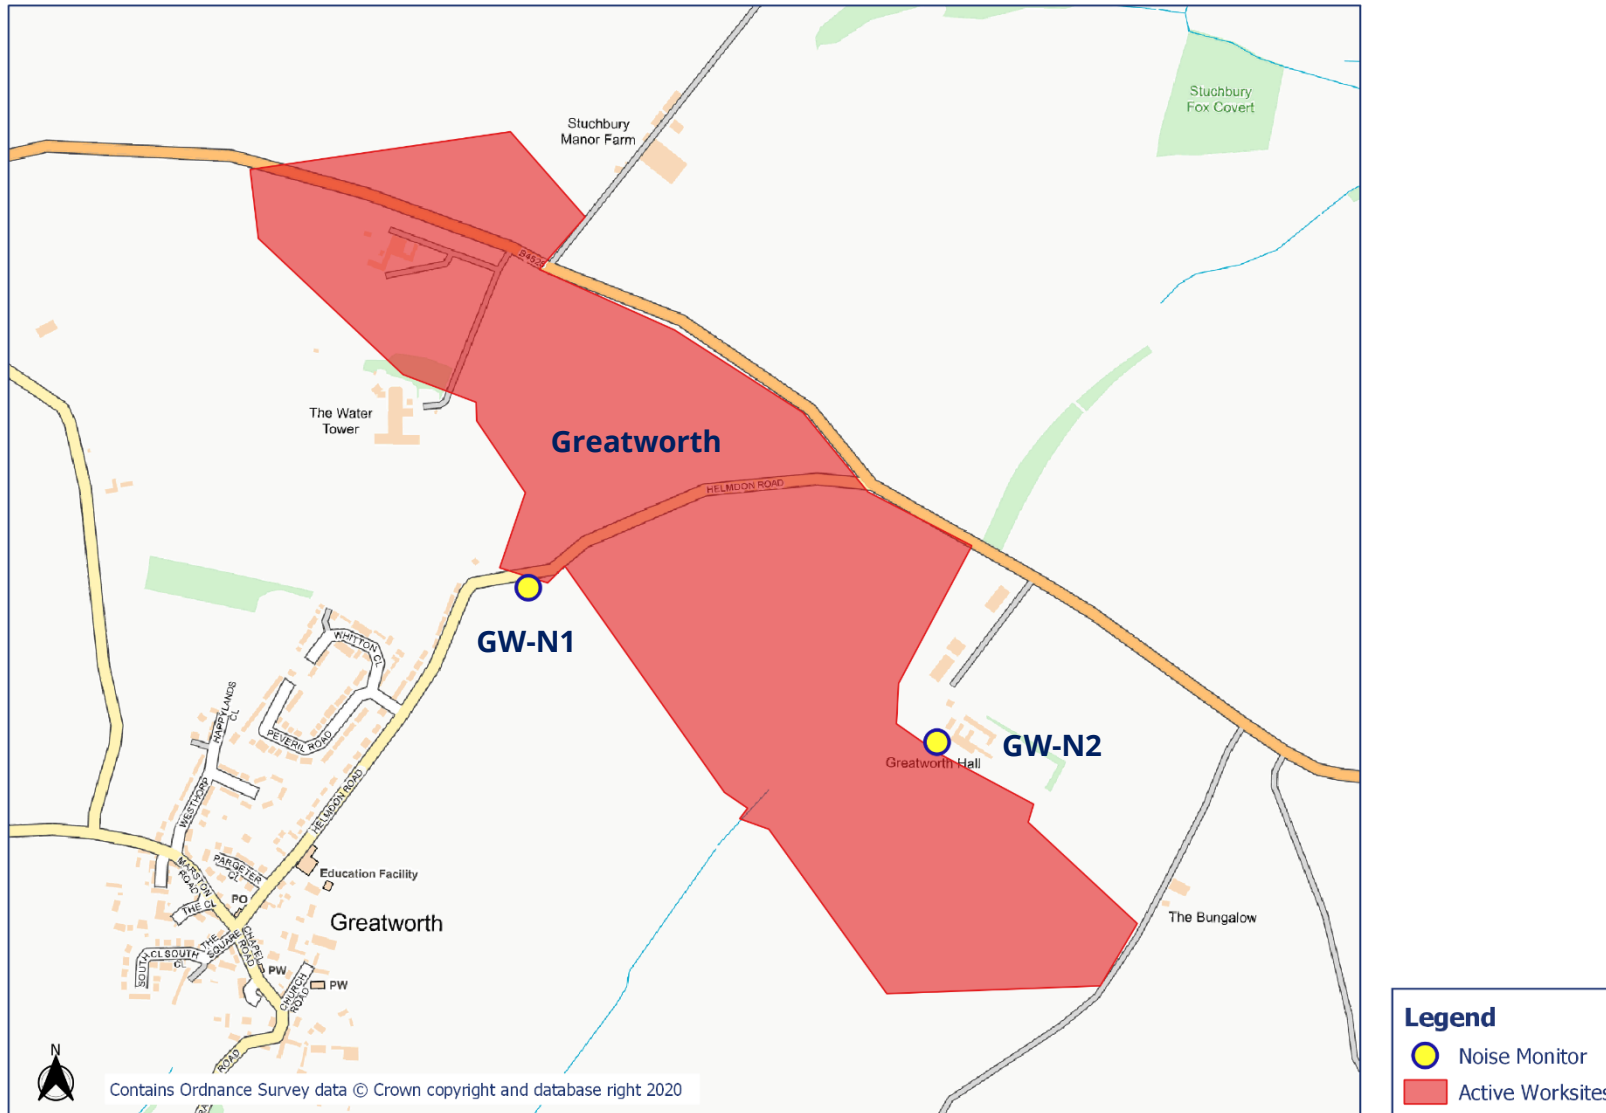 Stuchbury
Fox Covert
Stuchbury
Manor Farm
B4525
The Water
Tower
Greatworth
HELMDON ROAD
GW-N1
WHITTON CL
HAPPYLANDS
CL
PEVERIL ROAD
GW-N2
Greatworth Hall
WESTHORP
HELMDON ROAD
MARSTON
ROAD
PARGETER
CL
Education Facility
PO
THE CL
Greatworth
The Bungalow
THE
SQUARE
CHAPEL
ROAD
SOUTH CL
SOUTH
CL
PW
PW
CHURCH
ROAD
ROAD
N
Contains Ordnance Survey data © Crown copyright and database right 2020
Legend
Noise Monitor
Active Worksites